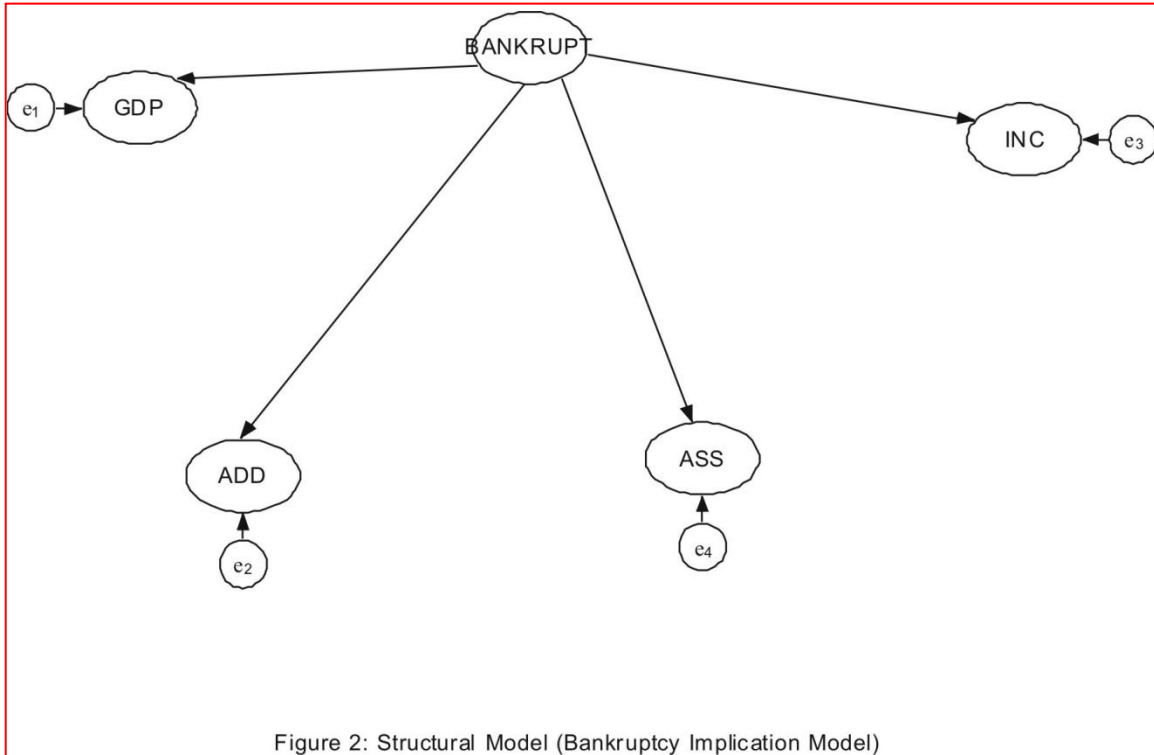 BANKRUPT
e1
GDP
INC
e3
ADD
ASS
e2
e4
Figure 2: Structural Model (Bankruptcy Implication Model)